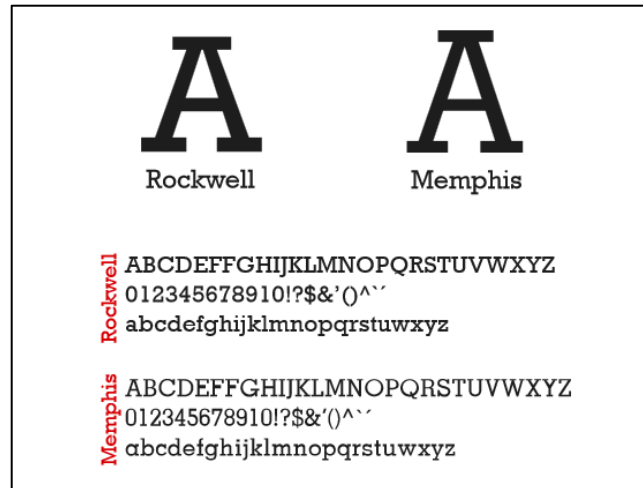 A A
Rockwell Memphis
Rockwell
ABCDEFFGHIJKLMNOPQRSTUVWXYZ
012345678910!?$&'()^``
abcdefghijklmnopqrstuwxyz
Memphis
ABCDEFFGHIJKLMNOPQRSTUVWXYZ
012345678910!?$&'()^``
abcdefghijklmnopqrstuwxyz